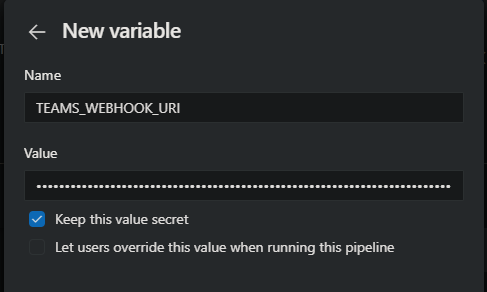 New variable
Name
TEAMS_WEBHOOK_URI
Value
Keep this value secret
Let users override this value when running this pipeline